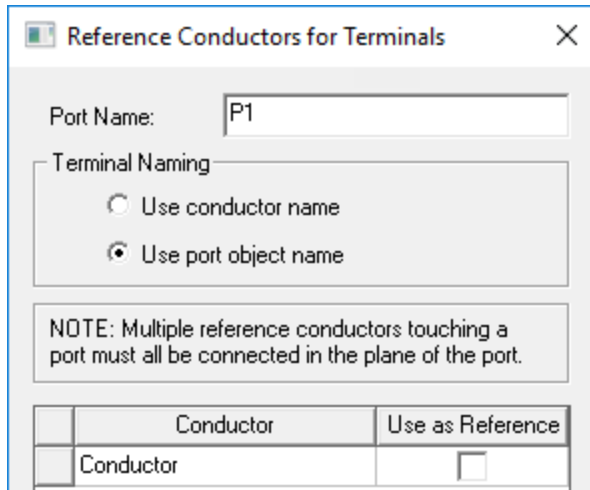 Reference Conductors for Terminals
Port Name: P1
Terminal Naming
Use conductor name
Use port object name
NOTE: Multiple reference conductors touching a
port must all be connected in the plane of the port.
Conductor Use as Reference
Conductor